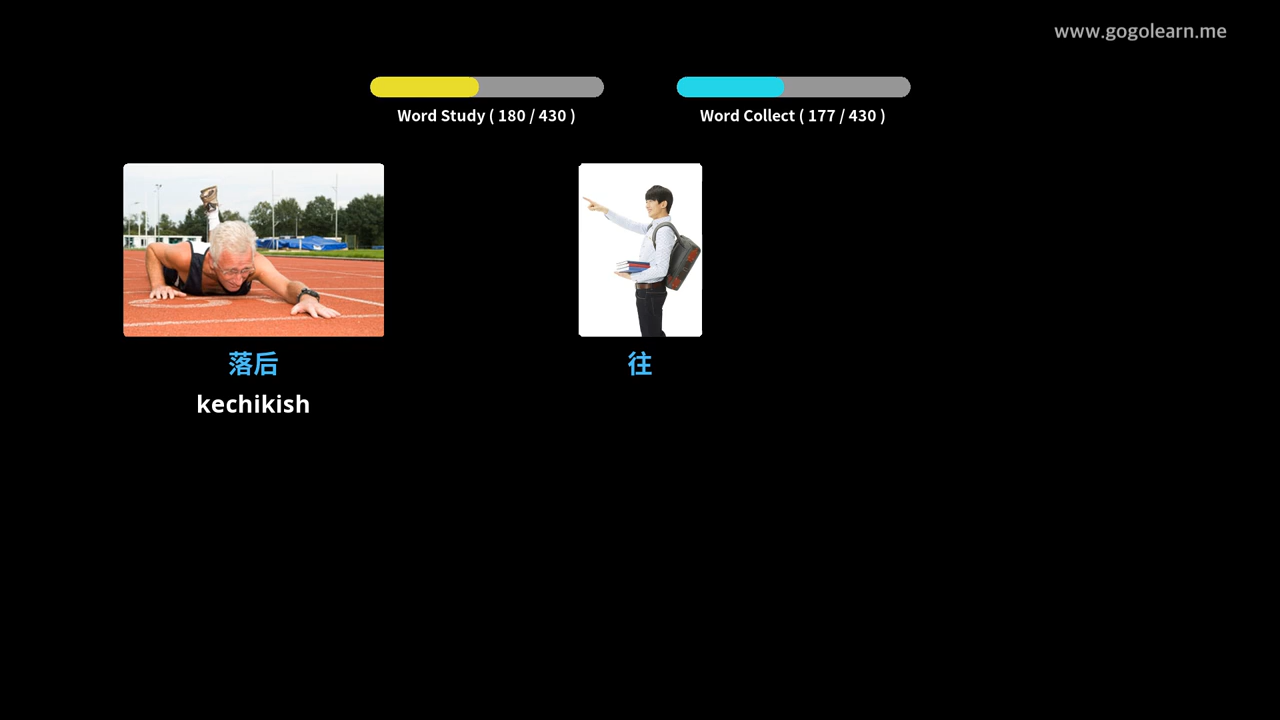 www.gogolearn.me
Word Study ( 180 / 430 )
Word Collect ( 177 / 430 )
落后
往
kechikish